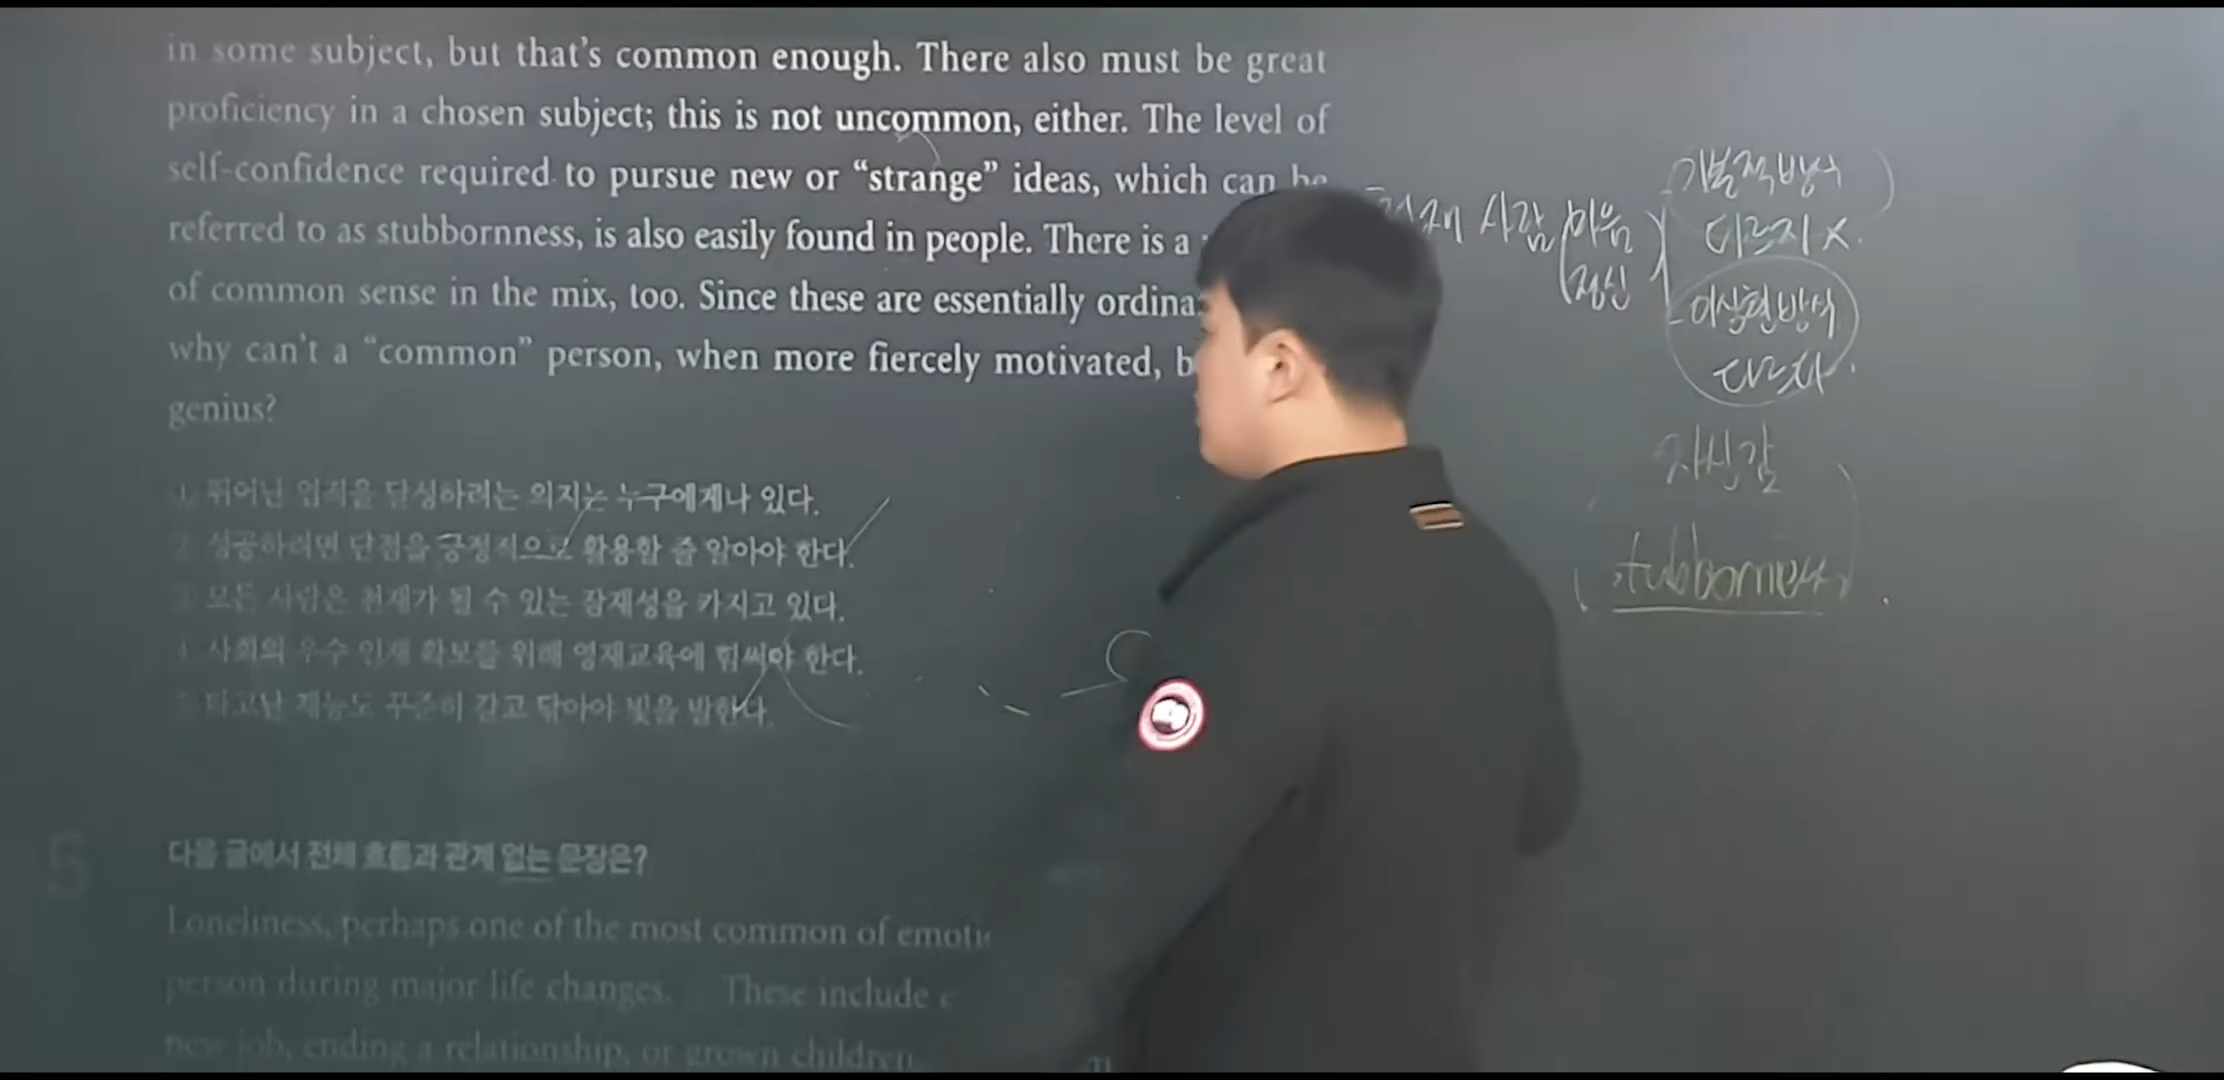 in some subject, but that's common enough. There also must be great
proficiency in a chosen subject; this is not uncommon, either. The level of
self-confidence required to pursue new or “strange” ideas, which can be
referred to as stubbornness, is also easily found in people. There is a
of common sense in the mix, too. Since these are essentially ordina
why can't a “common” person, when more fiercely motivated, b
genius?
기본적 방식
다르지 X.
시람 마음
정신
이상한 방식
다르다.
자신감
stubbornness
① 뛰어난 업적을 달성하려는 의지는 누구에게나 있다.
② 성공하려면 단점을 긍정적으로 활용할 줄 알아야 한다.
③ 모든 사람은 천재가 될 수 있는 잠재성을 가지고 있다.
④ 사회의 우수 인재 확보를 위해 영재교육에 힘써야 한다.
⑤ 타고난 재능도 꾸준히 갈고 닦아야 빛을 발한다.
5
다음 글에서 전체 흐름과 관계 없는 문장은?
Loneliness, perhaps one of the most common of emoti
person during major life changes. These include
new job, ending a relationship, or grown children